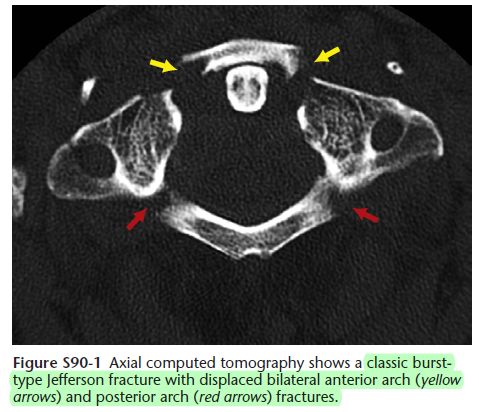 Figure S90-1 Axial computed tomography shows a classic burst-
type Jefferson fracture with displaced bilateral anterior arch (yellow
arrows) and posterior arch (red arrows) fractures.